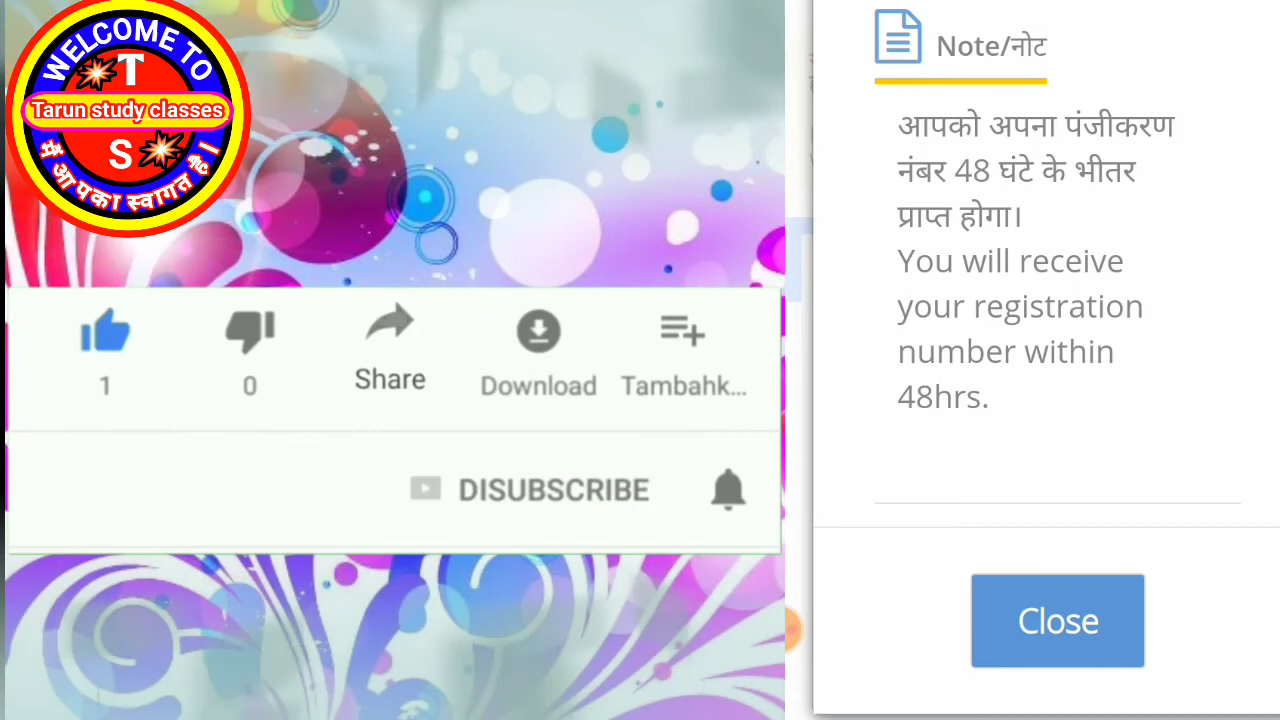 WELCOME TO
T
Tarun study classes
S
में आपका स्वागत है।
1
0
Share
Download
Tambahk...
DISUBSCRIBE
Note/नोट
आपको अपना पंजीकरण
नंबर 48 घंटे के भीतर
प्राप्त होगा।
You will receive
your registration
number within
48hrs.
Close